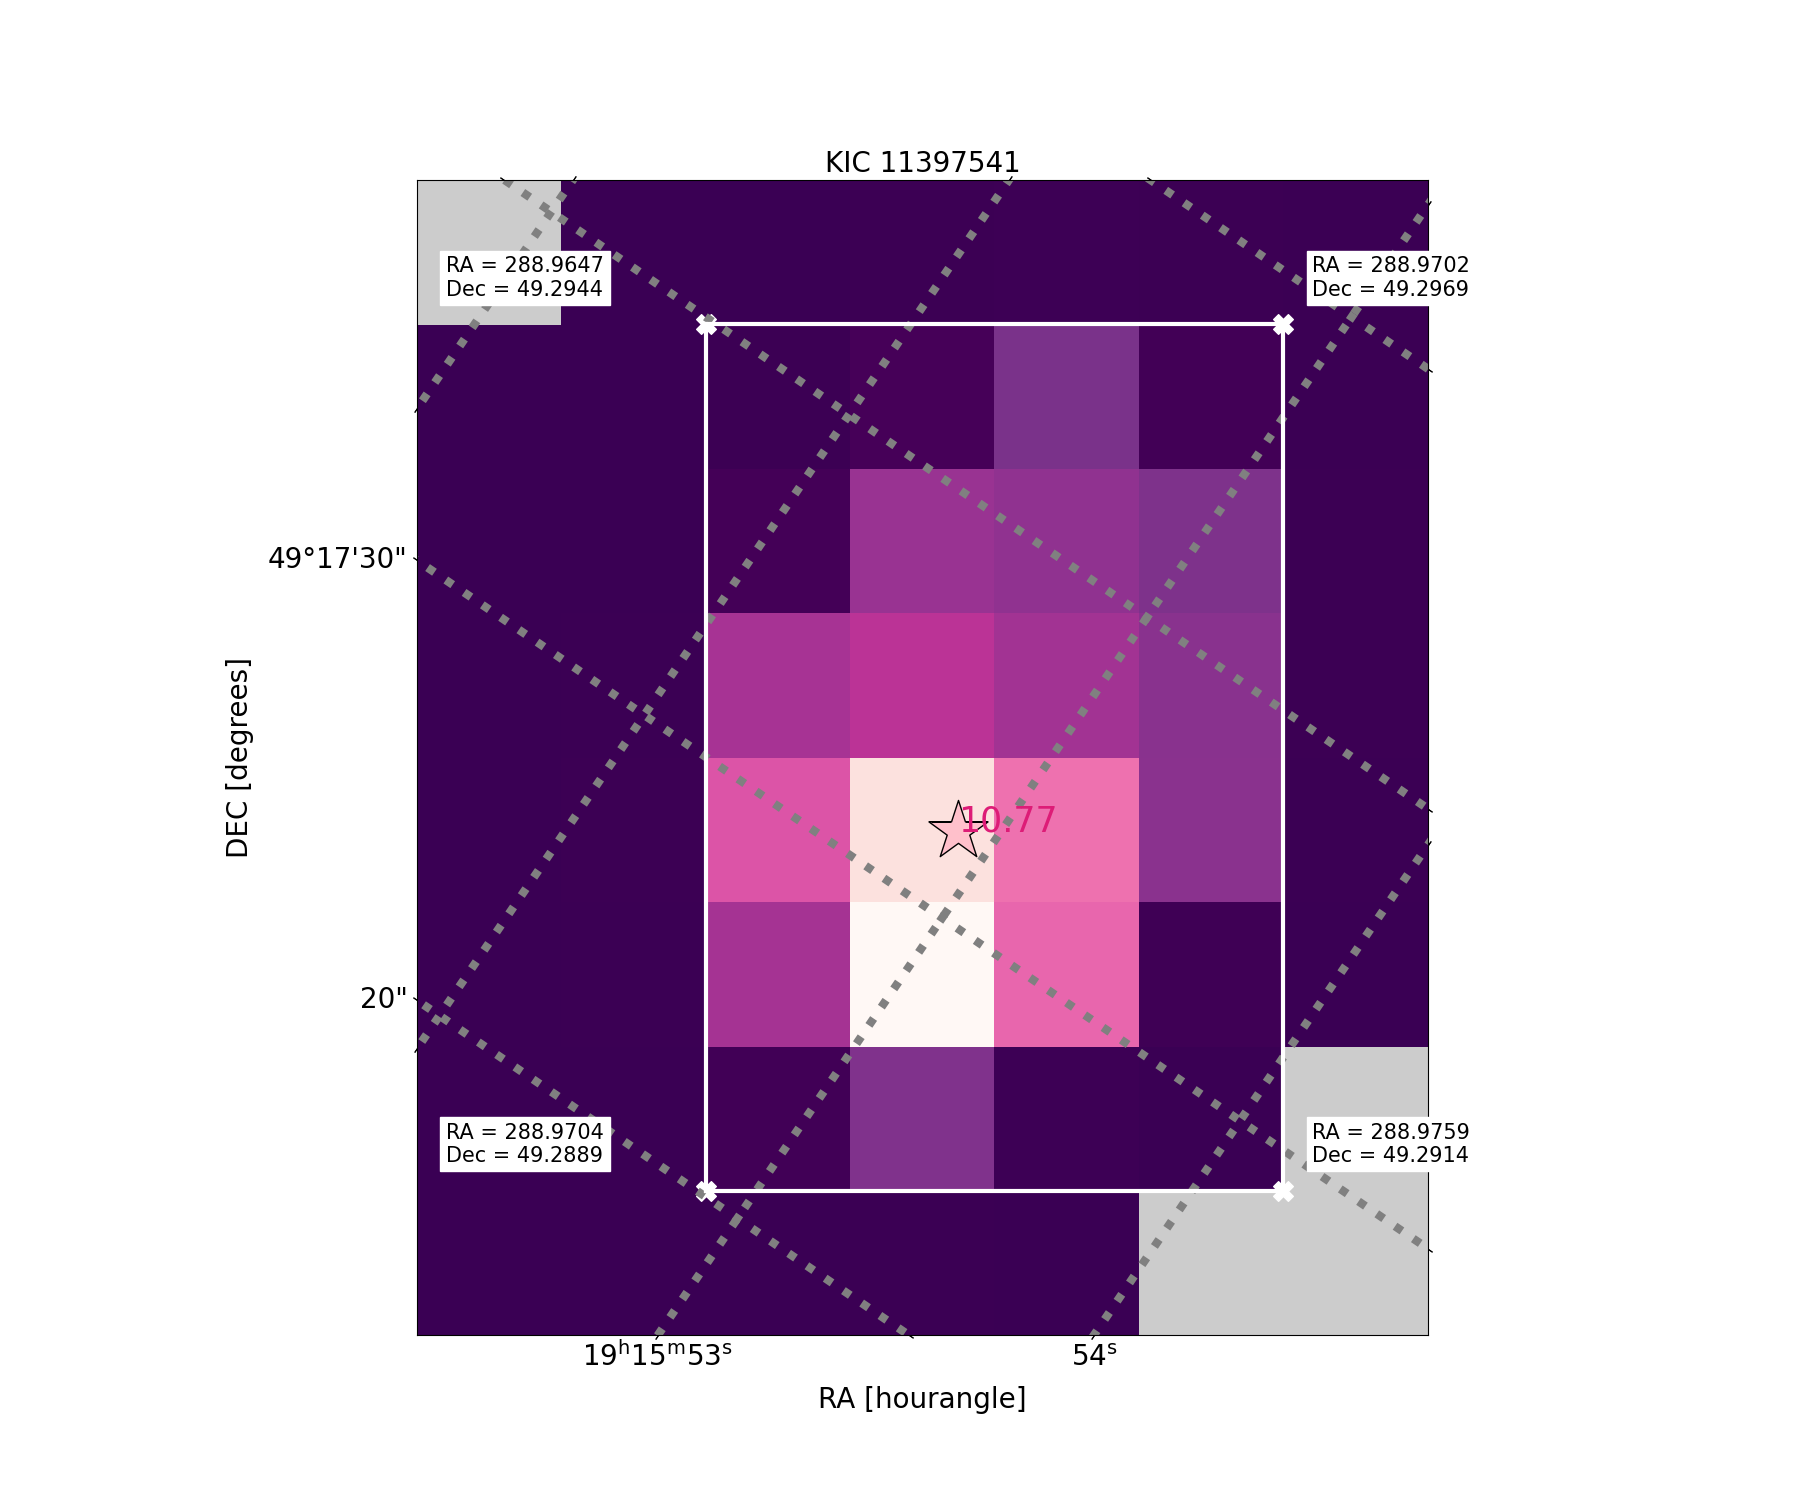 KIC 11397541
RA = 288.9647
Dec = 49.2944
RA = 288.9702
Dec = 49.2969
49°17'30"
10.77
DEC [degrees]
20"
RA = 288.9704
Dec = 49.2889
RA = 288.9759
Dec = 49.2914
19ʰ15ᵐ53ˢ
54ˢ
RA [hourangle]